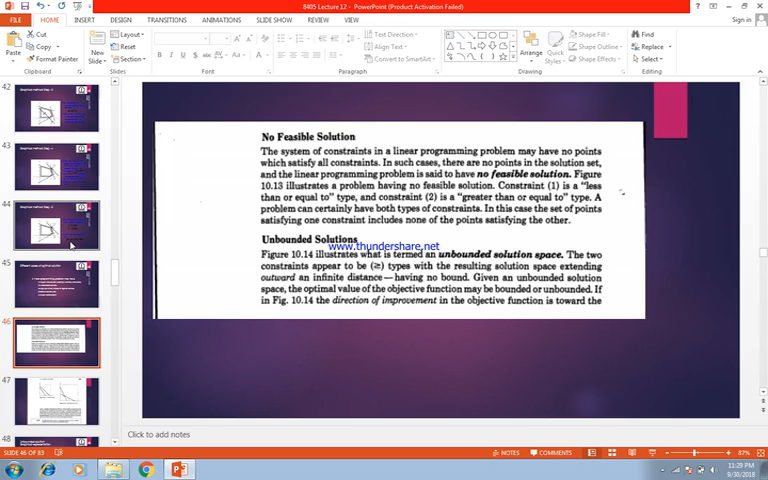 8405 Lecture 12 - PowerPoint (Product Activation Failed)
FILE HOME INSERT DESIGN TRANSITIONS ANIMATIONS SLIDE SHOW REVIEW VIEW Sign in
Paste
Cut
Copy
Format Painter
Clipboard
New Slide
Layout
Reset
Section
Slides
Font
Text Direction
Align Text
Convert to SmartArt
Paragraph
Arrange
Quick Styles
Shape Fill
Shape Outline
Shape Effects
Drawing
Find
Replace
Select
Editing
42
43
44
45
46
47
48
No Feasible Solution
The system of constraints in a linear programming problem may have no points
which satisfy all constraints. In such cases, there are no points in the solution set,
and the linear programming problem is said to have no feasible solution. Figure
10.13 illustrates a problem having no feasible solution. Constraint (1) is a "less
than or equal to" type, and constraint (2) is a "greater than or equal to" type. A
problem can certainly have both types of constraints. In this case the set of points
satisfying one constraint includes none of the points satisfying the other.
Unbounded Solutions
www.thundershare.net
Figure 10.14 illustrates what is termed an unbounded solution space. The two
constraints appear to be (≥) types with the resulting solution space extending
outward an infinite distance—having no bound. Given an unbounded solution
space, the optimal value of the objective function may be bounded or unbounded. If
in Fig. 10.14 the direction of improvement in the objective function is toward the
Click to add notes
SLIDE 46 OF 83
NOTES COMMENTS 87%
11:29 PM
9/30/2018